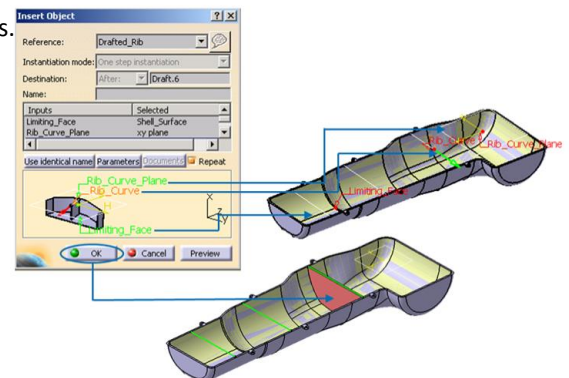 s.
Insert Object
Reference: Drafted_Rib
Instantiation mode: One step instantiation
Destination: After: Draft.6
Name:
Inputs Selected
Limiting_Face Shell_Surface
Rib_Curve_Plane xy plane
Use identical name Parameters Documents Repeat
Rib_Curve_Plane
Rib_Curve
H
Limiting_Face
x
z
y
OK Cancel Preview
Rib_Curve
Rib_Curve_Plane
Limiting_Face